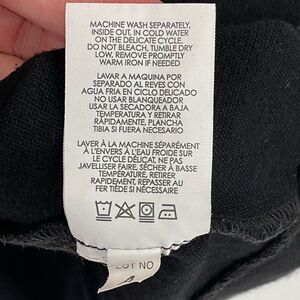 MACHINE WASH SEPARATELY,
INSIDE OUT, IN COLD WATER
ON THE DELICATE CYCLE.
DO NOT BLEACH, TUMBLE DRY
LOW, REMOVE PROMPTLY
WARM IRON IF NEEDED
LAVAR A MAQUINA POR
SEPARADO AL REVES CON
AGUA FRIA EN CICLO DELICADO
NO USAR BLANQUEADOR
USAR LA SECADORA A BAJA
TEMPERATURA Y RETIRAR
RÁPIDAMENTE, PLANCHA
TIBIA SI FUERA NECESARIO
LAVER À LA MACHINE SÉPARÉMENT
À L'ENVERS À L'EAU FROIDE SUR
LE CYCLE DÉLICAT, NE PAS
JAVELLISER FAIRE, SÉCHER À BASSE
TEMPÉRATURE, RETIRER
RAPIDEMENT, REPASSER AU
FER TIÈDE SI NÉCESSAIRE
LOT NO